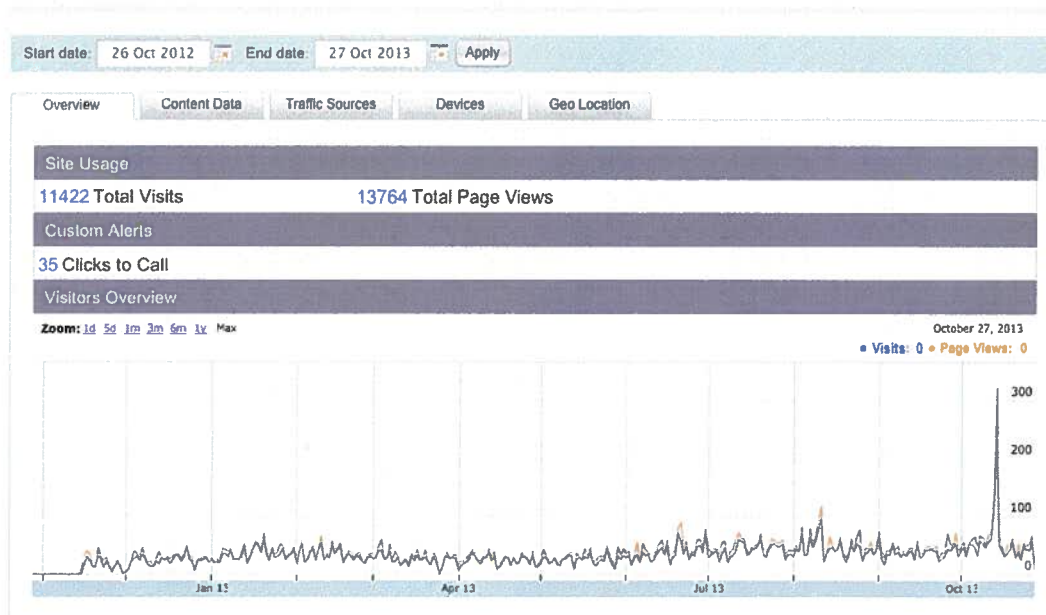 Start date: 26 Oct 2012 End date: 27 Oct 2013 Apply
Overview Content Data Traffic Sources Devices Geo Location
Site Usage
11422 Total Visits 13764 Total Page Views
Custom Alerts
35 Clicks to Call
Visitors Overview
Zoom: 1d 5d 1m 3m 6m 1y Max October 27, 2013
• Visits: 0 • Page Views: 0
300
200
100
0
Jan 13 Apr 13 Jul 13 Oct 13